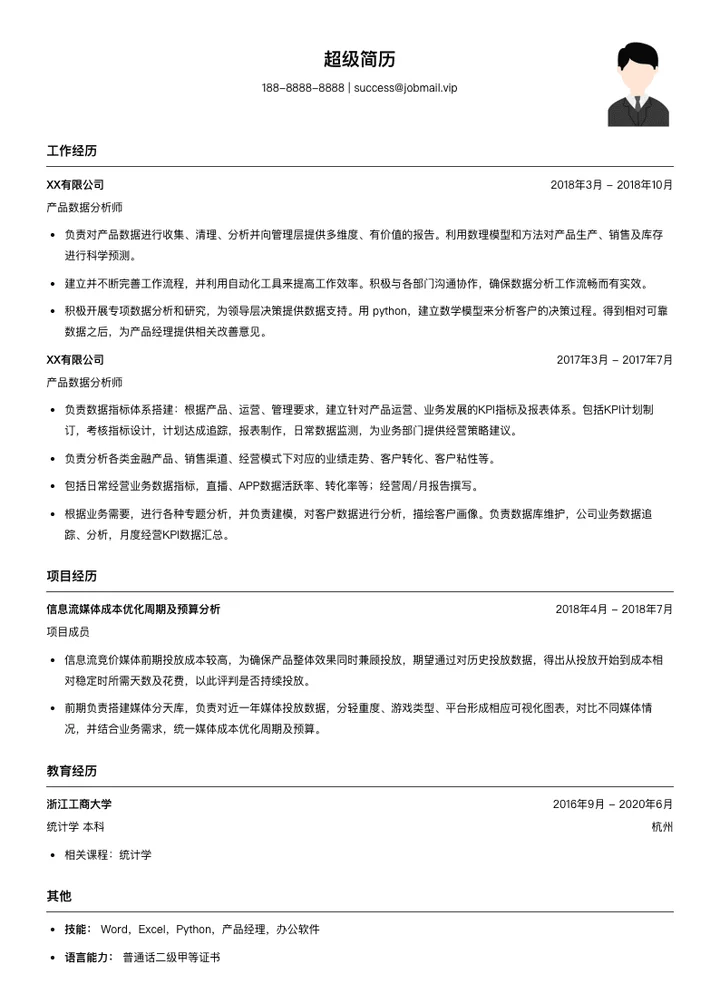 超级简历
188-8888-8888 | success@jobmail.vip
工作经历
XX有限公司 2018年3月 – 2018年10月
产品数据分析师
• 负责对产品数据进行收集、清理、分析并向管理层提供多维度、有价值的报告。利用数理模型和方法对产品生产、销售及库存
进行科学预测。
• 建立并不断完善工作流程，并利用自动化工具来提高工作效率。积极与各部门沟通协作，确保数据分析工作流畅而有实效。
• 积极开展专项数据分析和研究，为领导层决策提供数据支持。用 python，建立数学模型来分析客户的决策过程。得到相对可靠
数据之后，为产品经理提供相关改善意见。
XX有限公司 2017年3月 – 2017年7月
产品数据分析师
• 负责数据指标体系搭建：根据产品、运营、管理要求，建立针对产品运营、业务发展的KPI指标及报表体系。包括KPI计划制
订，考核指标设计，计划达成追踪，报表制作，日常数据监测，为业务部门提供经营策略建议。
• 负责分析各类金融产品、销售渠道、经营模式下对应的业绩走势、客户转化、客户粘性等。
• 包括日常经营业务数据指标，直播、APP数据活跃率、转化率等；经营周/月报告撰写。
• 根据业务需要，进行各种专题分析，并负责建模，对客户数据进行分析，描绘客户画像。负责数据库维护，公司业务数据追
踪、分析，月度经营KPI数据汇总。
项目经历
信息流媒体成本优化周期及预算分析 2018年4月 – 2018年7月
项目成员
• 信息流竞价媒体前期投放成本较高，为确保产品整体效果同时兼顾投放，期望通过对历史投放数据，得出从投放开始到成本相
对稳定时所需天数及花费，以此评判是否持续投放。
• 前期负责搭建媒体分天库，负责对近一年媒体投放数据，分轻重度、游戏类型、平台形成相应可视化图表，对比不同媒体情
况，并结合业务需求，统一媒体成本优化周期及预算。
教育经历
浙江工商大学 2016年9月 – 2020年6月
统计学 本科 杭州
• 相关课程：统计学
其他
• 技能： Word，Excel，Python，产品经理，办公软件
• 语言能力： 普通话二级甲等证书